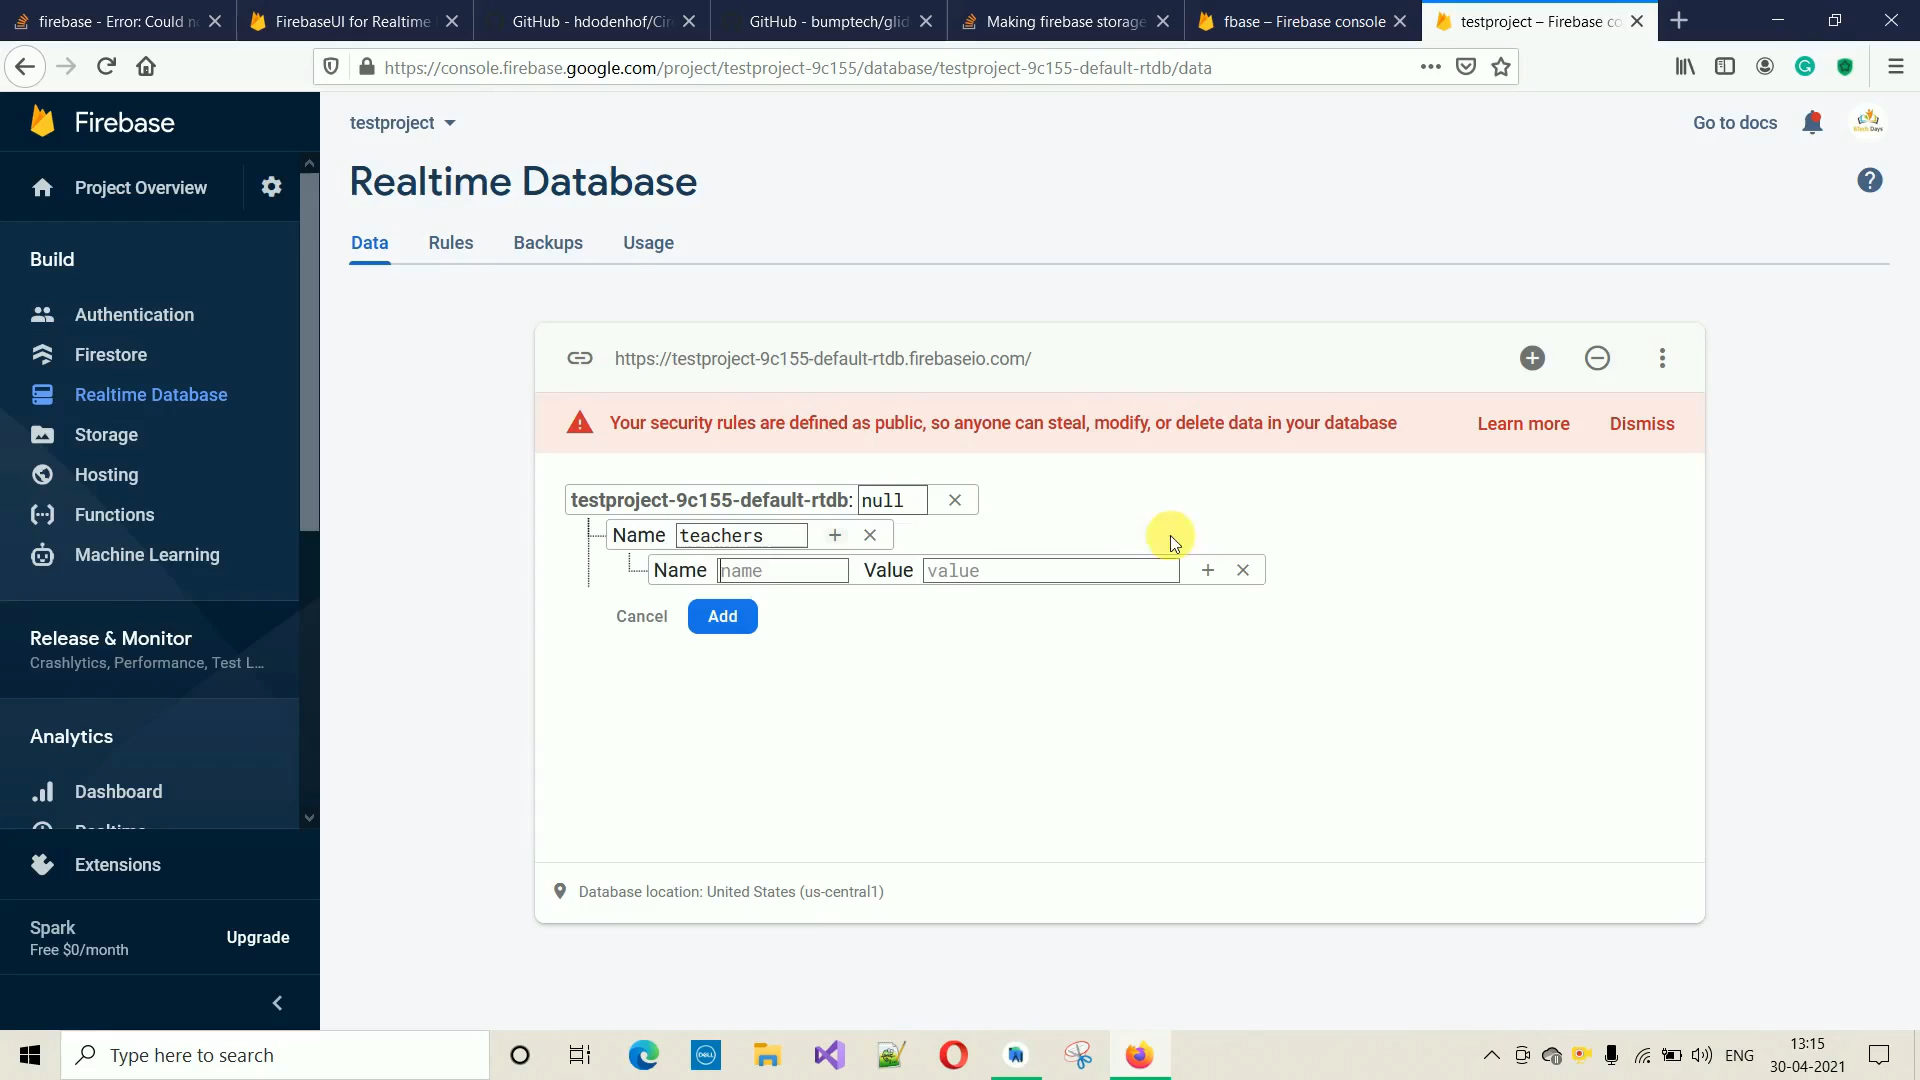 firebase - Error: Could n
FirebaseUI for Realtime
GitHub - hdodenhof/Cir
GitHub - bumptech/glid
Making firebase storage
fbase – Firebase console
testproject – Firebase co
https://console.firebase.google.com/project/testproject-9c155/database/testproject-9c155-default-rtdb/data
Firebase
testproject
Go to docs
Project Overview
Realtime Database
Data
Rules
Backups
Usage
Build
Authentication
Firestore
Realtime Database
Storage
Hosting
Functions
Machine Learning
https://testproject-9c155-default-rtdb.firebaseio.com/
Your security rules are defined as public, so anyone can steal, modify, or delete data in your database
Learn more
Dismiss
testproject-9c155-default-rtdb: null
Name teachers
Name name Value value
Cancel
Add
Release & Monitor
Crashlytics, Performance, Test L...
Analytics
Dashboard
Extensions
Database location: United States (us-central1)
Spark
Free $0/month
Upgrade
Type here to search
DELL
ENG
13:15
30-04-2021